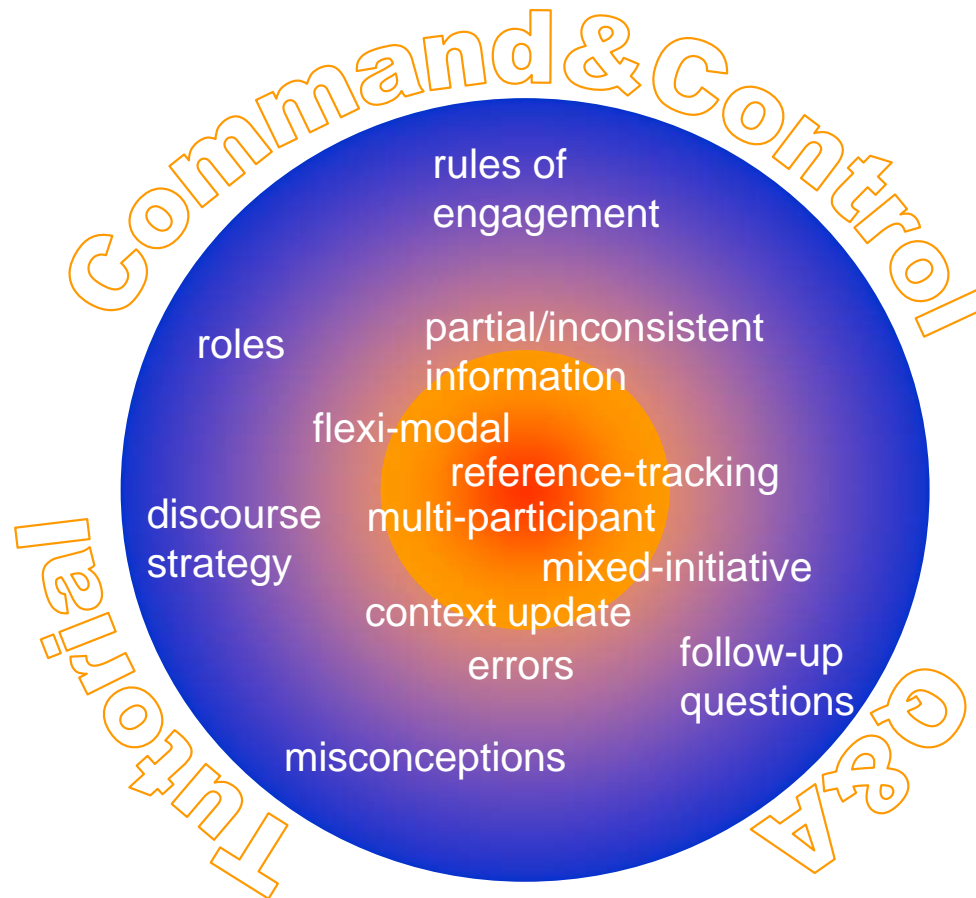 Command&Control
rules of
engagement
roles
partial/inconsistent
information
flexi-modal
reference-tracking
discourse
strategy
multi-participant
mixed-initiative
context update
errors
follow-up
questions
misconceptions
Tutorial
Q&A